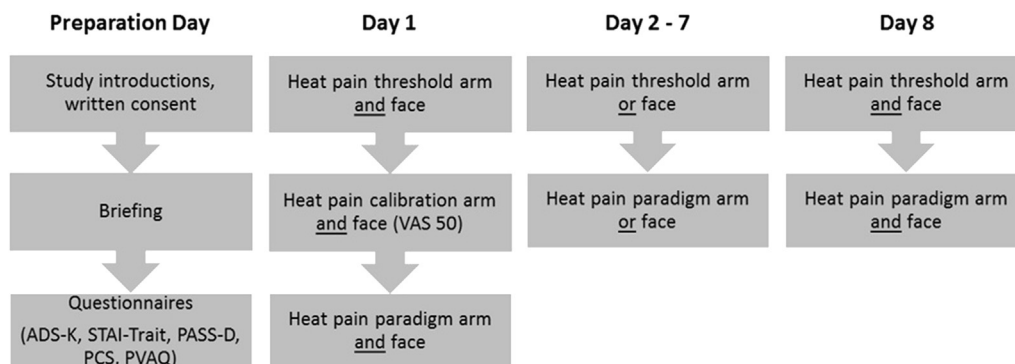 Preparation Day
Study introductions,
written consent
Briefing
Questionnaires
(ADS-K, STAI-Trait, PASS-D,
PCS, PVAQ)
Day 1
Heat pain threshold arm
and face
Heat pain calibration arm
and face (VAS 50)
Heat pain paradigm arm
and face
Day 2 - 7
Heat pain threshold arm
or face
Heat pain paradigm arm
or face
Day 8
Heat pain threshold arm
and face
Heat pain paradigm arm
and face